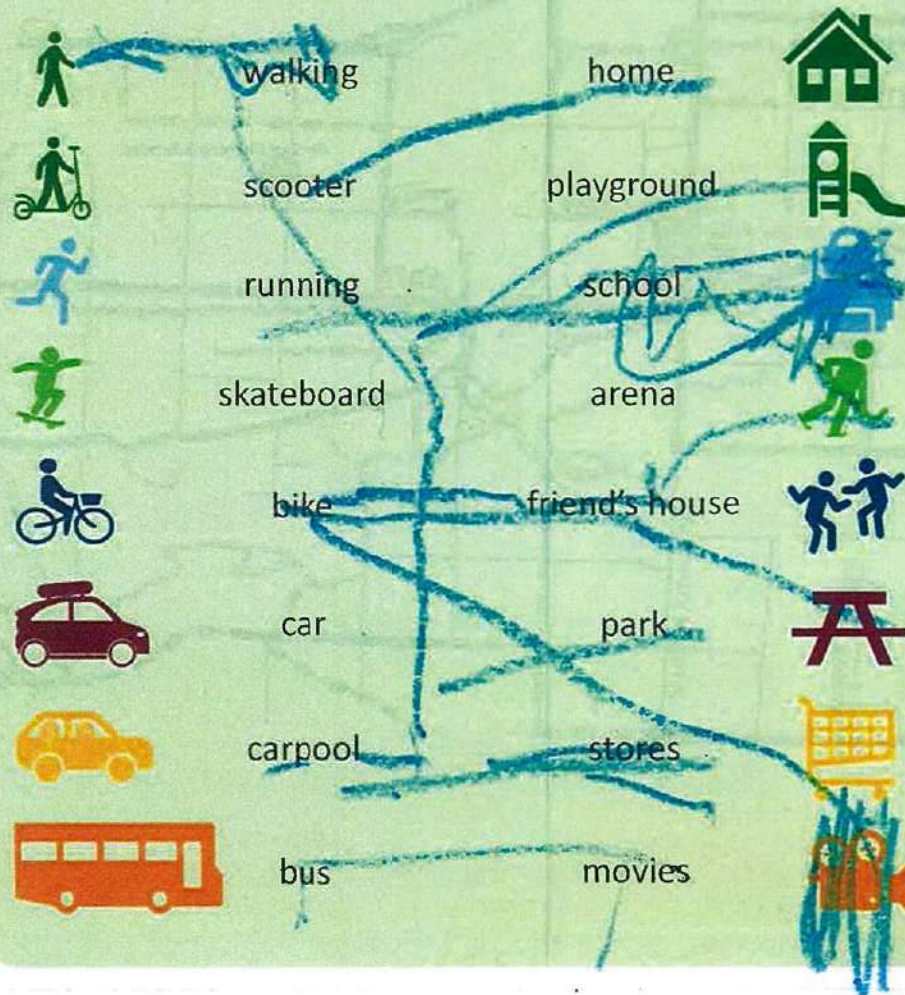 walking home
scooter playground
running school
skateboard arena
bike friend's house
car park
carpool stores
bus movies